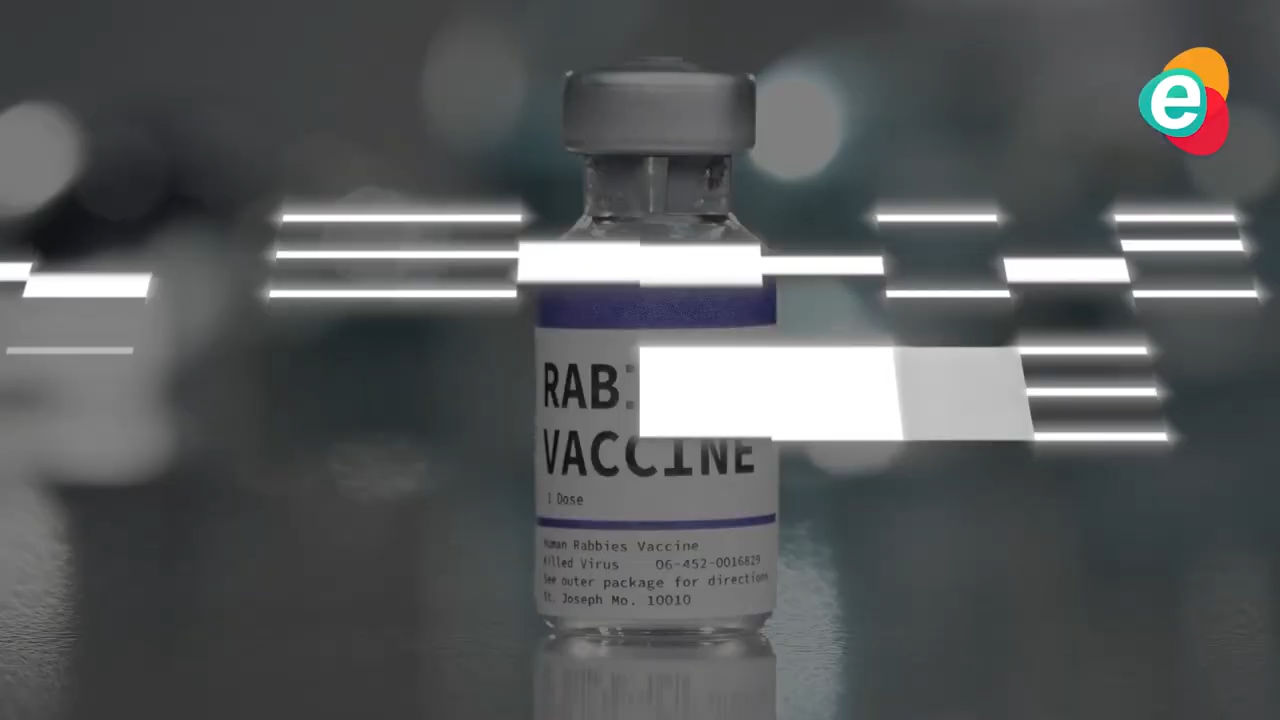 e
RAB
VACCINE
1 Dose
Human Rabbies Vaccine
Killed Virus 06-452-0016829
See outer package for directions
St. Joseph Mo. 10010